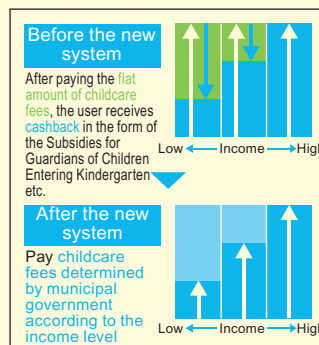 Before the new
system
After paying the flat
amount of childcare
fees, the user receives
cashback in the form of
the Subsidies for
Guardians of Children
Entering Kindergarten
etc.
Low Income High
After the new
system
Pay childcare
fees determined
by municipal
government
according to the
income level
Low Income High